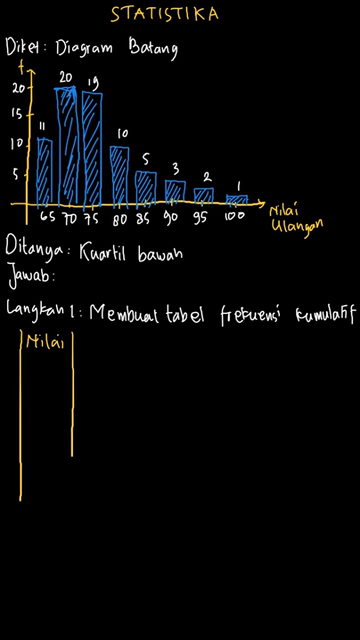 STATISTIKA
Diket: Diagram Batang
f
20
15
10
5
11
20
19
10
5
3
2
1
65 70 75 80 85 90 95 100
Nilai
Ulangan
Ditanya: Kuartil bawah
Jawab:
Langkah 1: Membuat tabel frekuensi kumulatif
Nilai